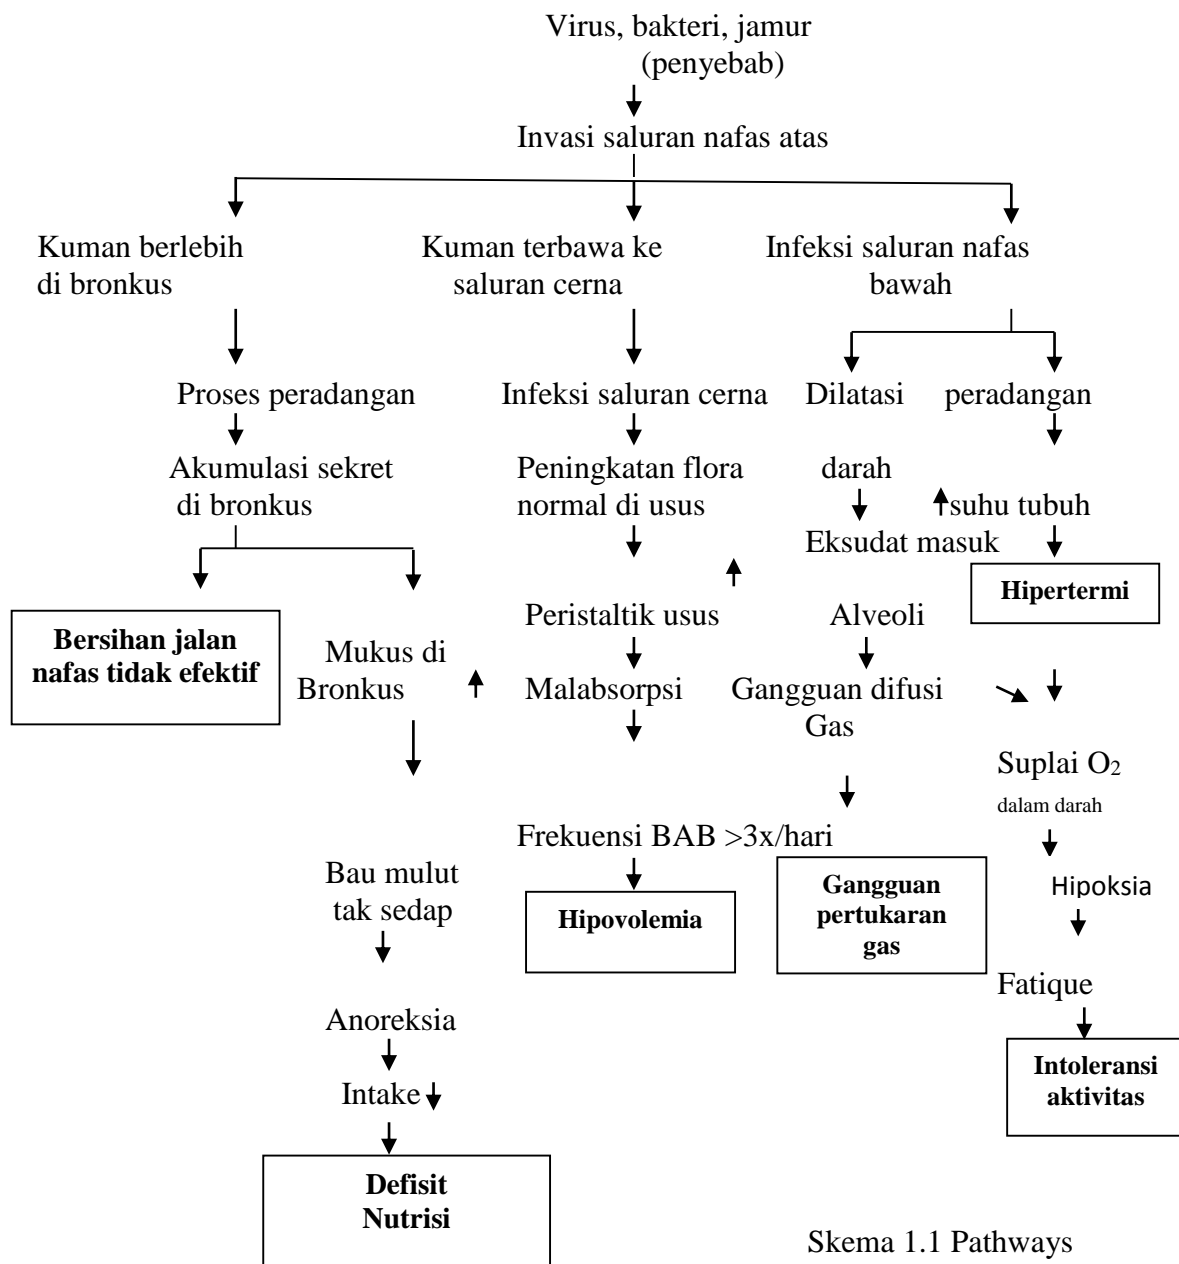 Virus, bakteri, jamur
(penyebab)
Invasi saluran nafas atas
Kuman berlebih
di bronkus
Kuman terbawa ke
saluran cerna
Infeksi saluran nafas
bawah
Proses peradangan
Infeksi saluran cerna
Dilatasi
peradangan
Akumulasi sekret
di bronkus
Peningkatan flora
normal di usus
darah
suhu tubuh
Eksudat masuk
Hipertermi
Bersihan jalan
nafas tidak efektif
Mukus di
Bronkus
Peristaltik usus
Alveoli
Malabsorpsi
Gangguan difusi
Gas
Suplai O₂
dalam darah
Frekuensi BAB >3x/hari
Bau mulut
tak sedap
Hipovolemia
Gangguan
pertukaran
gas
Hipoksia
Fatique
Anoreksia
Intake
Intoleransi
aktivitas
Defisit
Nutrisi
Skema 1.1 Pathways